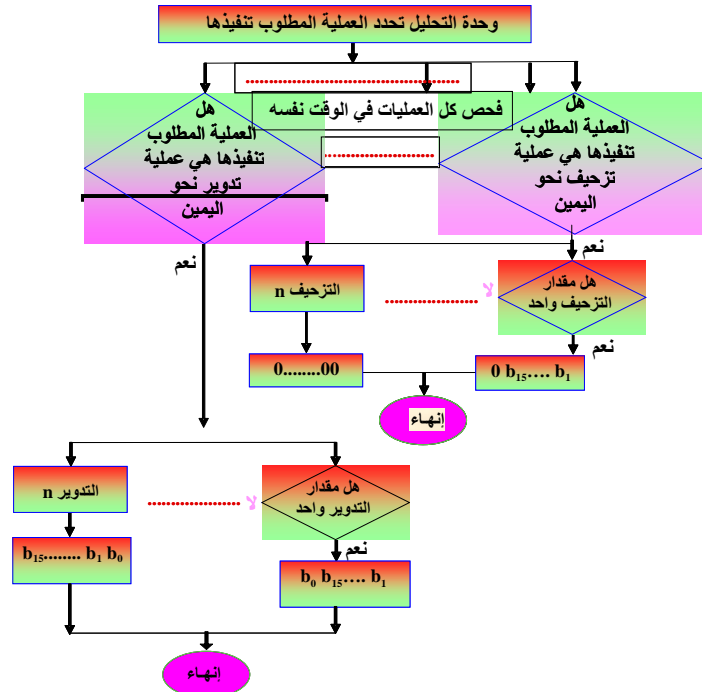 وحدة التحليل تحدد العملية المطلوب تنفيذها
................................................
فحص كل العمليات في الوقت نفسه
........................
هل
العملية المطلوب
تنفيذها هي عملية
تزحيف نحو
اليمين
هل
العملية المطلوب
تنفيذها هي عملية
تدوير نحو
اليمين
نعم
نعم
هل مقدار
التزحيف واحد
لا
.....................
التزحيف n
نعم
0 b15.... b1
0........00
إنهاء
هل مقدار
التدوير واحد
لا
.....................
التدوير n
نعم
b0 b15.... b1
b15........ b1 b0
إنهاء